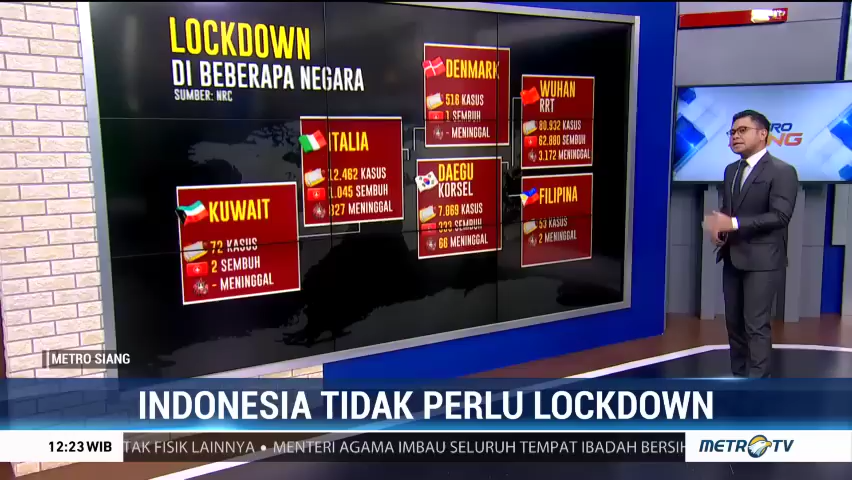 LOCKDOWN
DI BEBERAPA NEGARA
SUMBER: NRC
DENMARK
516 KASUS
1 SEMBUH
- MENINGGAL
WUHAN
RRT
80.932 KASUS
62.880 SEMBUH
3.172 MENINGGAL
ITALIA
12.462 KASUS
1.045 SEMBUH
827 MENINGGAL
DAEGU
KORSEL
7.869 KASUS
333 SEMBUH
66 MENINGGAL
FILIPINA
53 KASUS
2 MENINGGAL
KUWAIT
72 KASUS
2 SEMBUH
- MENINGGAL
METRO SIANG
INDONESIA TIDAK PERLU LOCKDOWN
12:23 WIB
TAK FISIK LAINNYA • MENTERI AGAMA IMBAU SELURUH TEMPAT IBADAH BERSIH
METRO TV